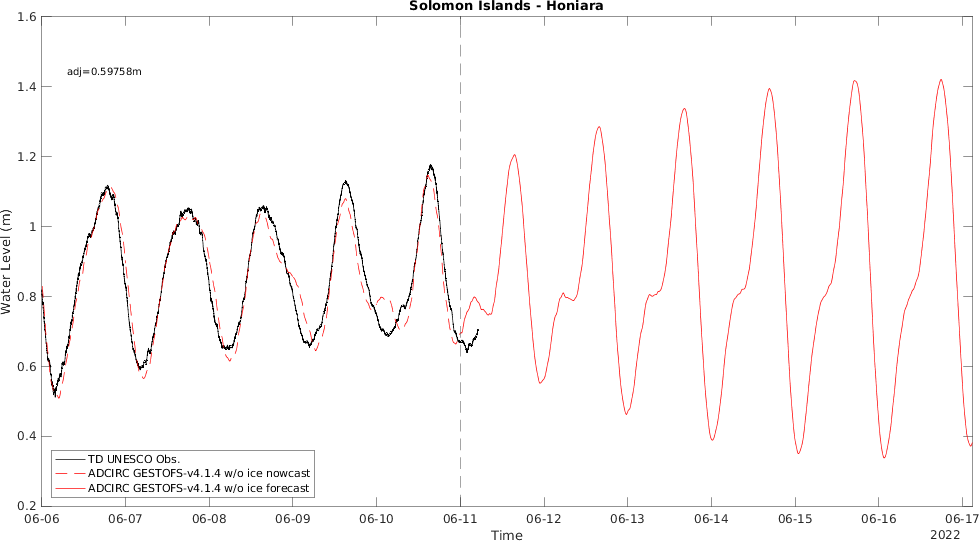 Solomon Islands - Honiara
adj=0.59758m
Water Level (m)
1.6
1.4
1.2
1
0.8
0.6
0.4
0.2
TD UNESCO Obs.
ADCIRC GESTOFS-v4.1.4 w/o ice nowcast
ADCIRC GESTOFS-v4.1.4 w/o ice forecast
06-06 06-07 06-08 06-09 06-10 06-11 06-12 06-13 06-14 06-15 06-16 06-17
Time
2022